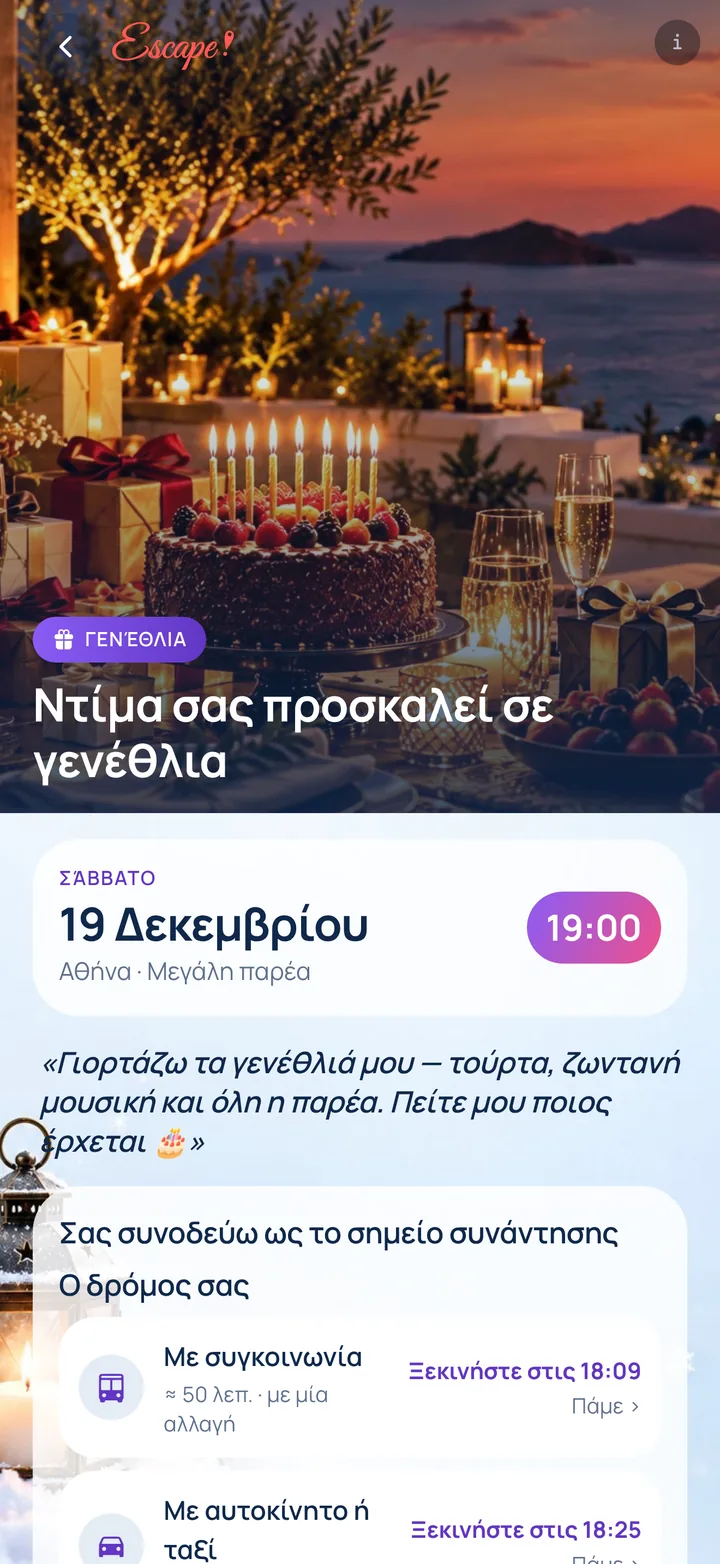 Escape!
i
ΓΕΝΈΘΛΙΑ
Ντίμα σας προσκαλεί σε
γενέθλια
ΣΆΒΒΑΤΟ
19 Δεκεμβρίου
19:00
Αθήνα · Μεγάλη παρέα
«Γιορτάζω τα γενέθλιά μου — τούρτα, ζωντανή
μουσική και όλη η παρέα. Πείτε μου ποιος
έρχεται 🎂»
Σας συνοδεύω ως το σημείο συνάντησης
Ο δρόμος σας
Με συγκοινωνία
Ξεκινήστε στις 18:09
≈ 50 λεπ. · με μία
αλλαγή
Πάμε >
Με αυτοκίνητο ή
ταξί
Ξεκινήστε στις 18:25
Πάμε >